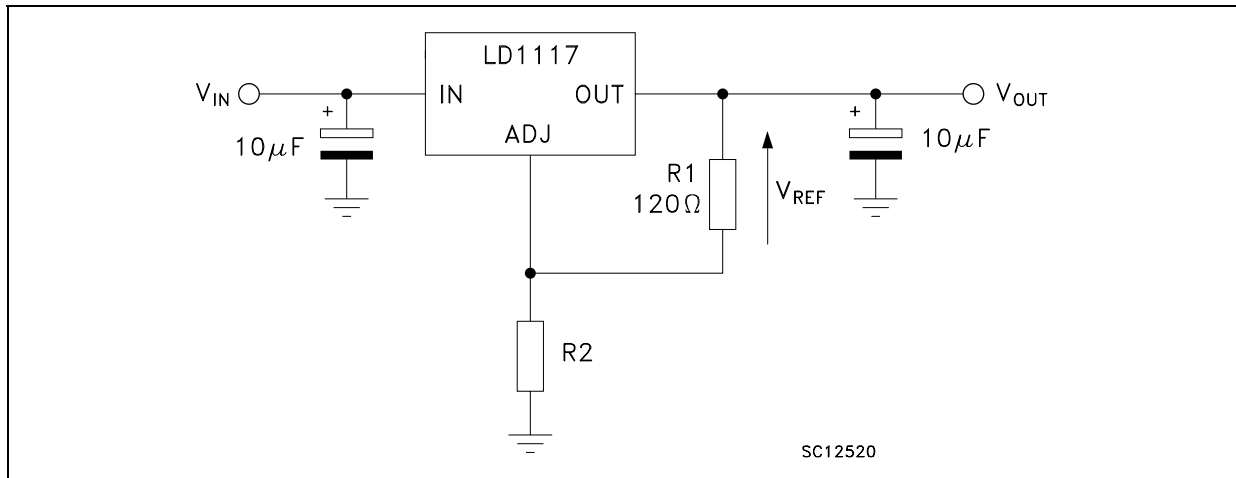 LD1117
V_IN
IN
OUT
V_OUT
+
10µF
ADJ
R1
120Ω
V_REF
+
10µF
R2
SC12520